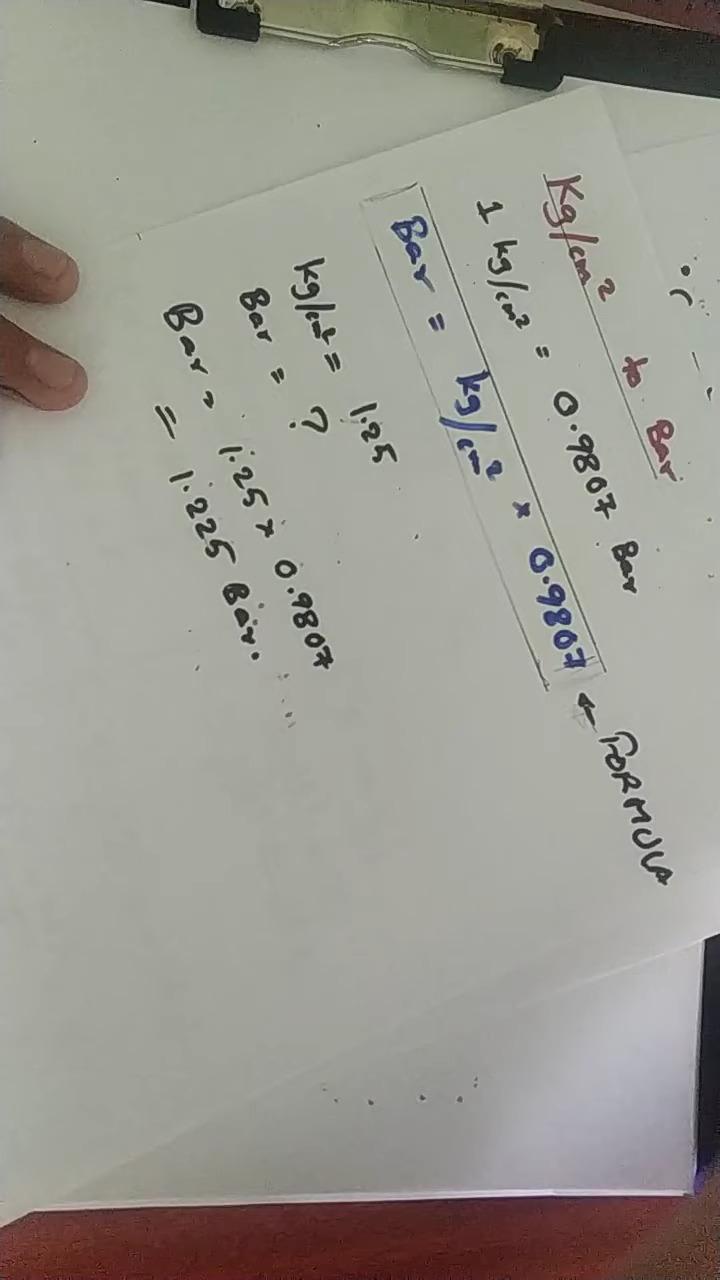 Kg/cm² to Bar
1 kg/cm² = 0.9807 Bar
Bar = kg/cm² × 0.9807 ← FORMULA
kg/cm² = 1.25
Bar = ?
Bar = 1.25 × 0.9807
= 1.225 Bar.